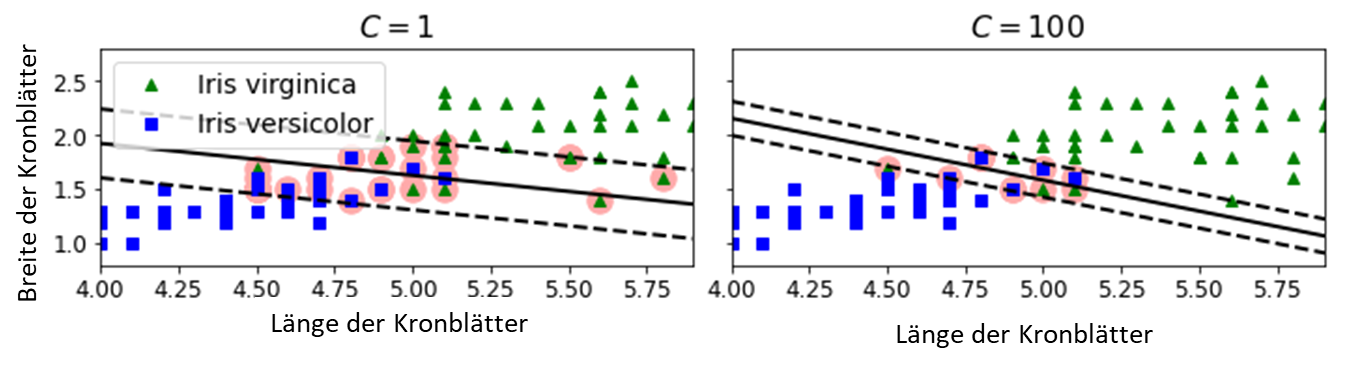 C = 1
C = 100
Breite der Kronblätter
2.5
2.0
1.5
1.0
Iris virginica
Iris versicolor
4.00 4.25 4.50 4.75 5.00 5.25 5.50 5.75
4.00 4.25 4.50 4.75 5.00 5.25 5.50 5.75
Länge der Kronblätter
Länge der Kronblätter